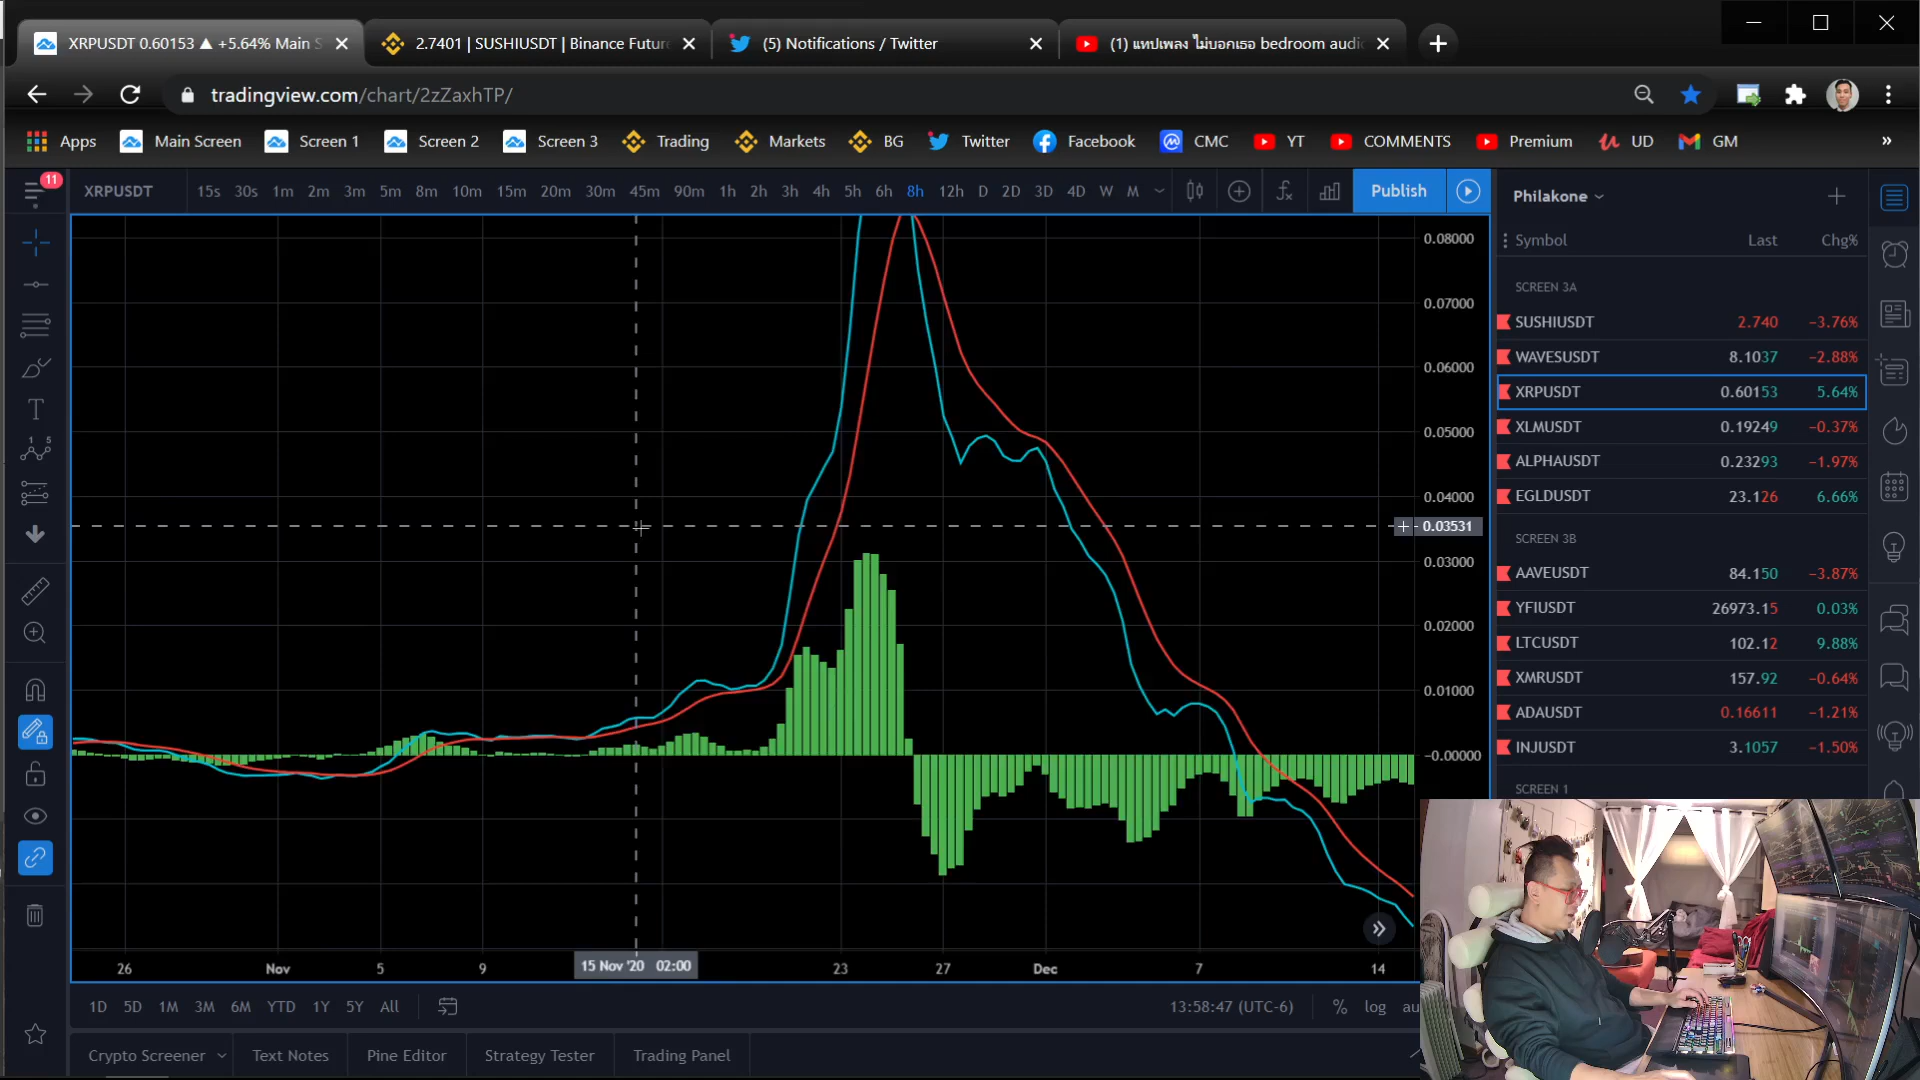 XRPUSDT 0.60153 ▲ +5.64% Main S
2.7401 | SUSHIUSDT | Binance Future
(5) Notifications / Twitter
(1) แทปเพลง ไม่บอกเธอ bedroom audi
tradingview.com/chart/2zZaxhTP/
Apps Main Screen Screen 1 Screen 2 Screen 3 Trading Markets BG Twitter Facebook CMC YT COMMENTS Premium UD GM »
11
XRPUSDT 15s 30s 1m 2m 3m 5m 8m 10m 15m 20m 30m 45m 90m 1h 2h 3h 4h 5h 6h 8h 12h D 2D 3D 4D W M Publish
Philakone
Symbol Last Chg%
SCREEN 3A
SUSHIUSDT 2.740 −3.76%
WAVESUSDT 8.1037 −2.88%
XRPUSDT 0.60153 5.64%
XLMUSDT 0.19249 −0.37%
ALPHAUSDT 0.23293 −1.97%
EGLDUSDT 23.126 6.66%
SCREEN 3B
AAVEUSDT 84.150 −3.87%
YFIUSDT 26973.15 0.03%
LTCUSDT 102.12 9.88%
XMRUSDT 157.92 −0.64%
ADAUSDT 0.16611 −1.21%
INJUSDT 3.1057 −1.50%
SCREEN 1
0.08000
0.07000
0.06000
0.05000
0.04000
0.03531
0.03000
0.02000
0.01000
-0.00000
26 Nov 5 9 15 Nov '20 02:00 23 27 Dec 7 14
1D 5D 1M 3M 6M YTD 1Y 5Y All
13:58:47 (UTC-6) % log au
Crypto Screener Text Notes Pine Editor Strategy Tester Trading Panel